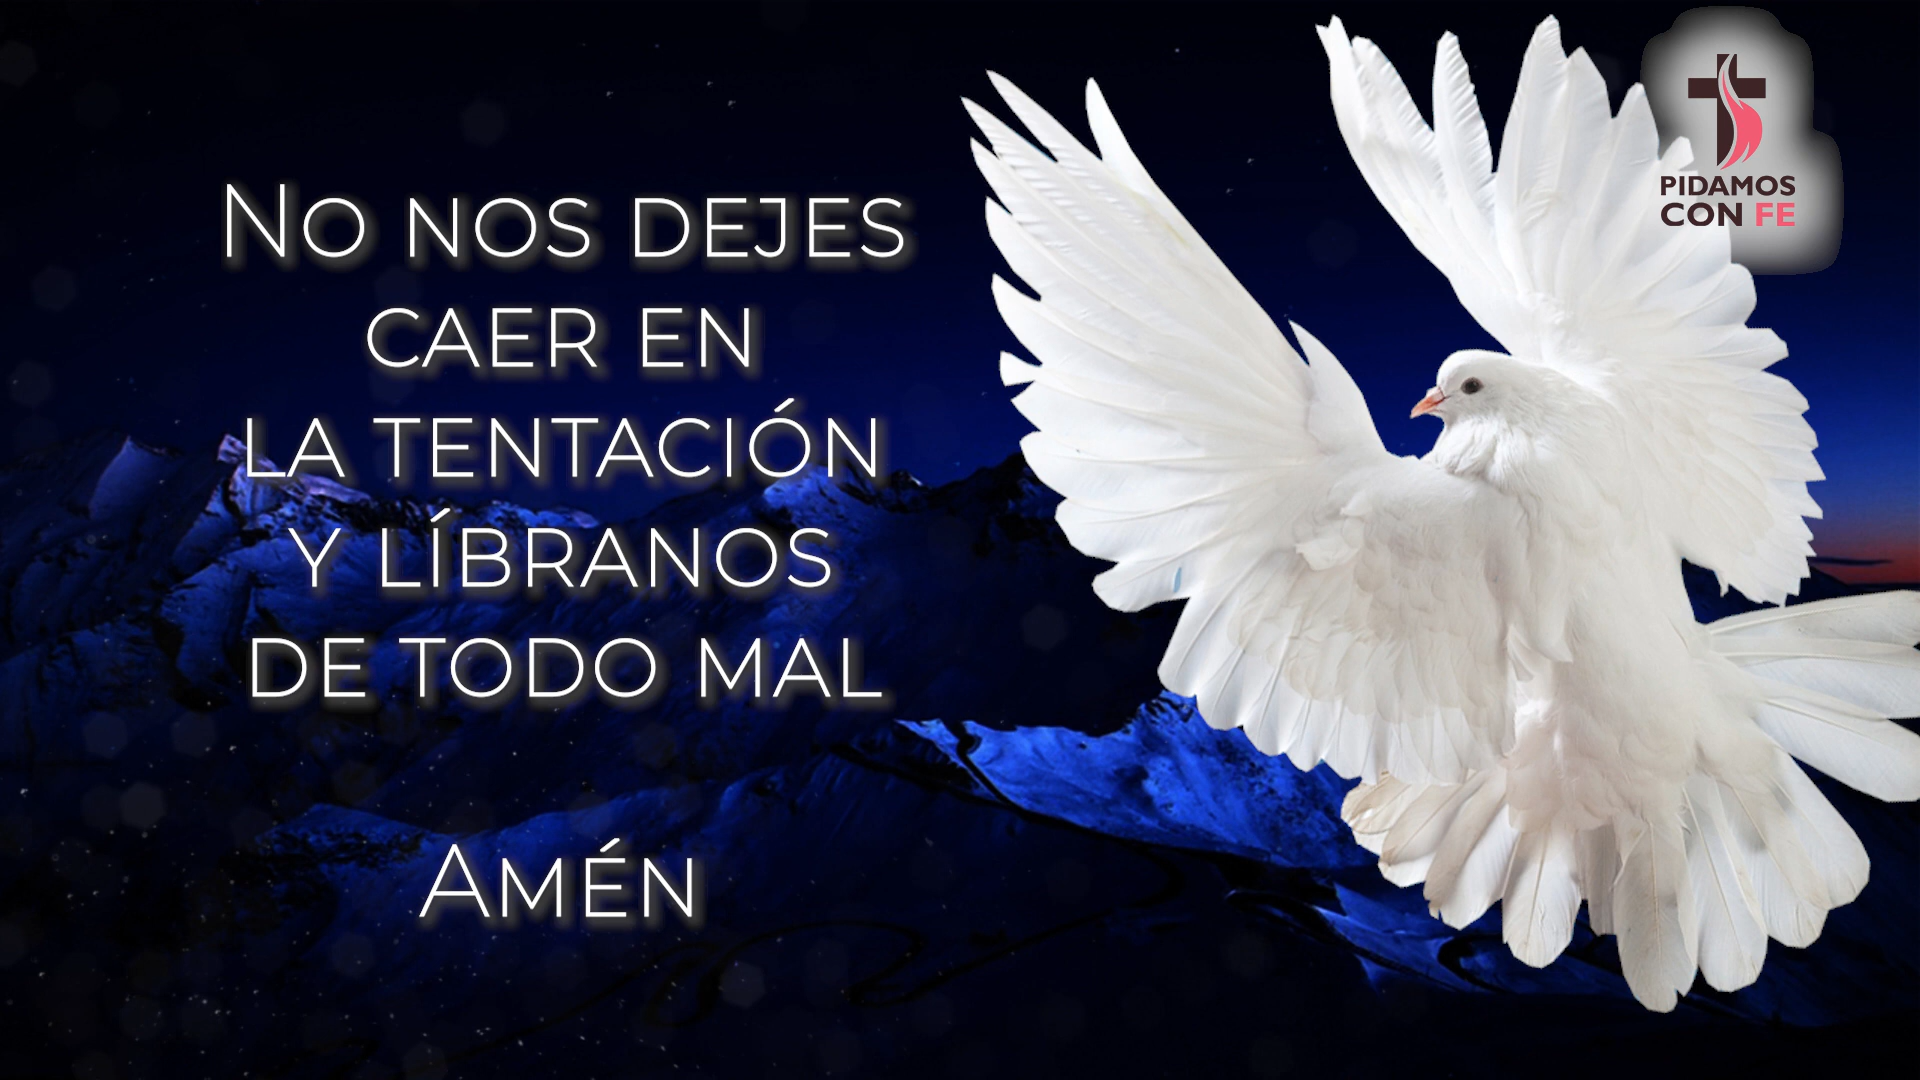 No nos dejes
caer en
la tentación
y líbranos
de todo mal
Amén
PIDAMOS
CON FE